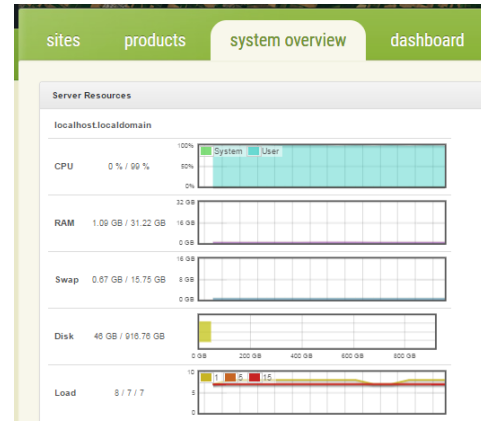 sites products system overview dashboard
Server Resources
localhost.localdomain
CPU 0 % / 99 %
100%
50%
0%
System User
RAM 1.09 GB / 31.22 GB
32 GB
16 GB
0 GB
Swap 0.67 GB / 15.75 GB
16 GB
8 GB
0 GB
Disk 46 GB / 916.76 GB
0 GB 200 GB 400 GB 600 GB 800 GB
Load 8 / 7 / 7
10
5
0
1 5 15